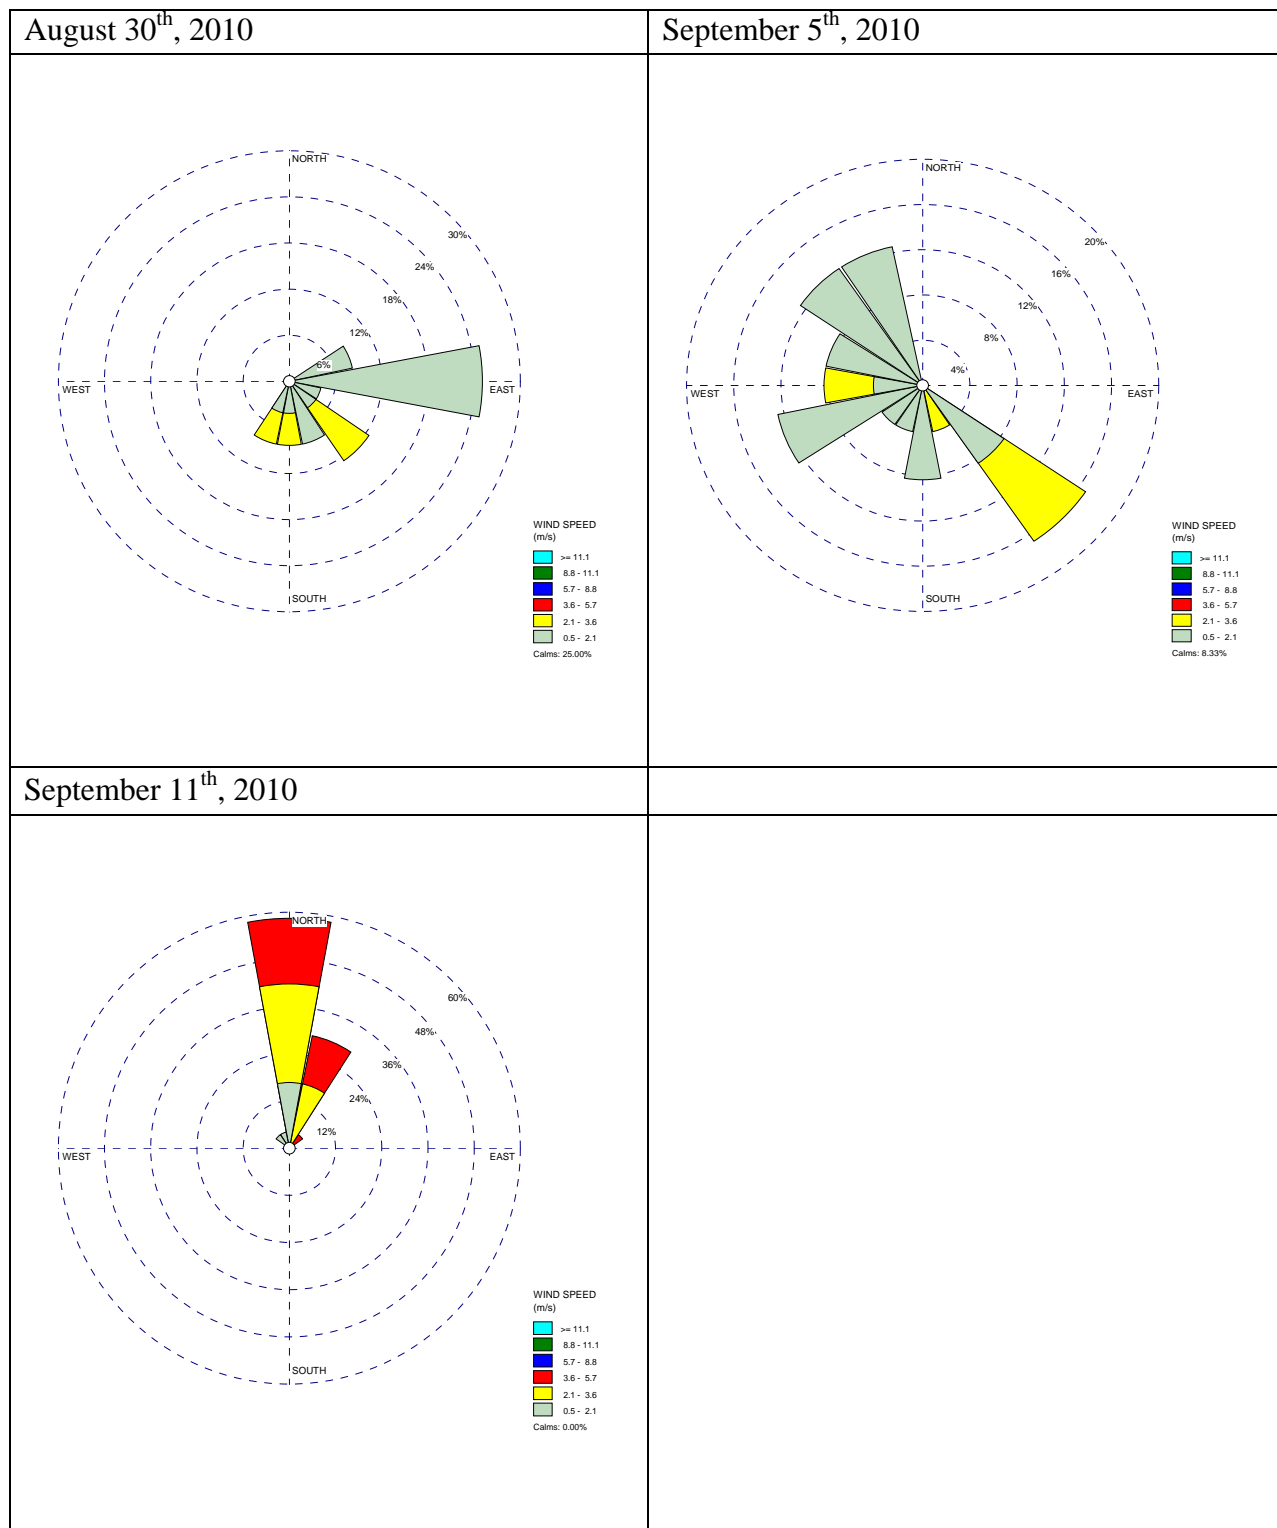 August 30th, 2010
September 5th, 2010
NORTH
30%
24%
18%
12%
6%
WEST
EAST
SOUTH
WIND SPEED
(m/s)
>= 11.1
8.8 - 11.1
5.7 - 8.8
3.6 - 5.7
2.1 - 3.6
0.5 - 2.1
Calms: 25.00%
NORTH
20%
16%
12%
8%
4%
WEST
EAST
SOUTH
WIND SPEED
(m/s)
>= 11.1
8.8 - 11.1
5.7 - 8.8
3.6 - 5.7
2.1 - 3.6
0.5 - 2.1
Calms: 8.33%
September 11th, 2010
NORTH
60%
48%
36%
24%
12%
WEST
EAST
SOUTH
WIND SPEED
(m/s)
>= 11.1
8.8 - 11.1
5.7 - 8.8
3.6 - 5.7
2.1 - 3.6
0.5 - 2.1
Calms: 0.00%